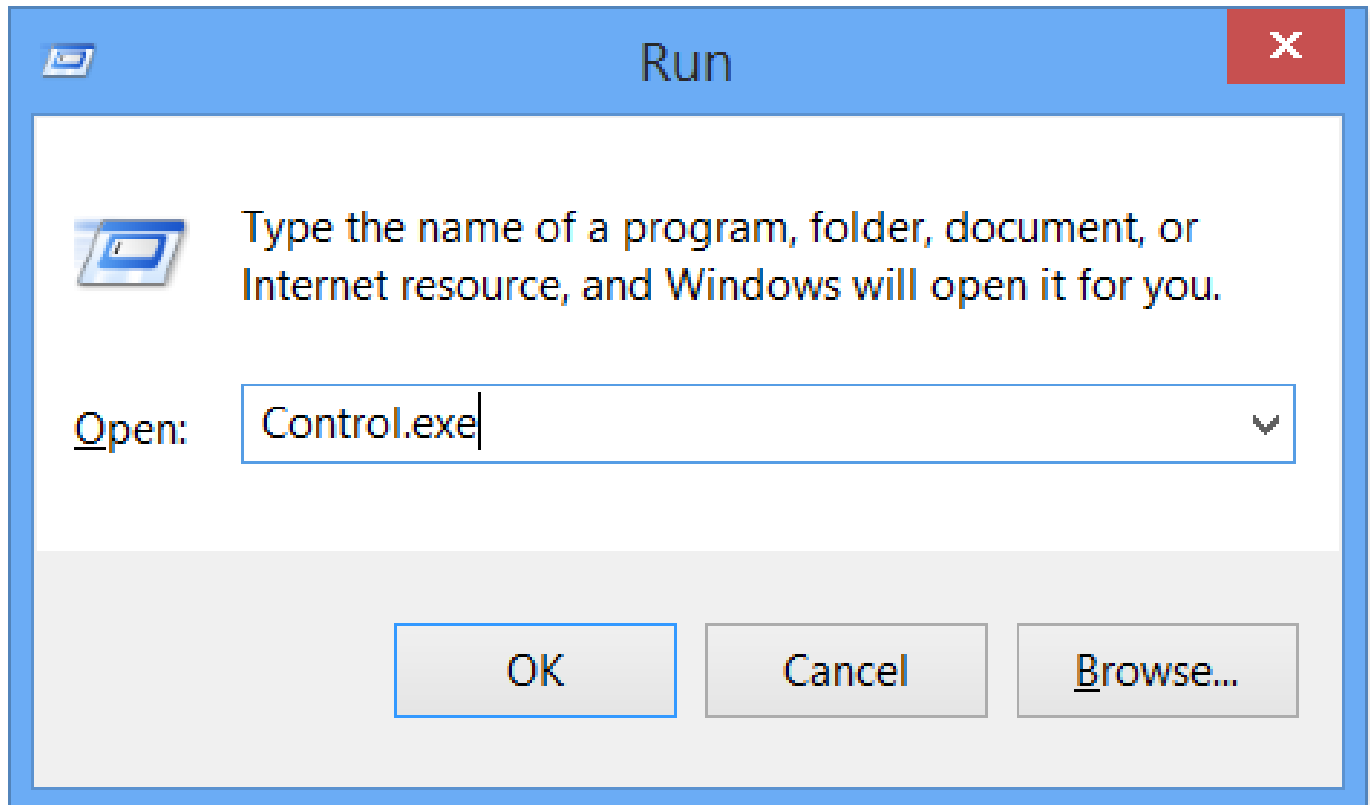 Run
Type the name of a program, folder, document, or
Internet resource, and Windows will open it for you.
Open:
Control.exe
OK
Cancel
Browse...